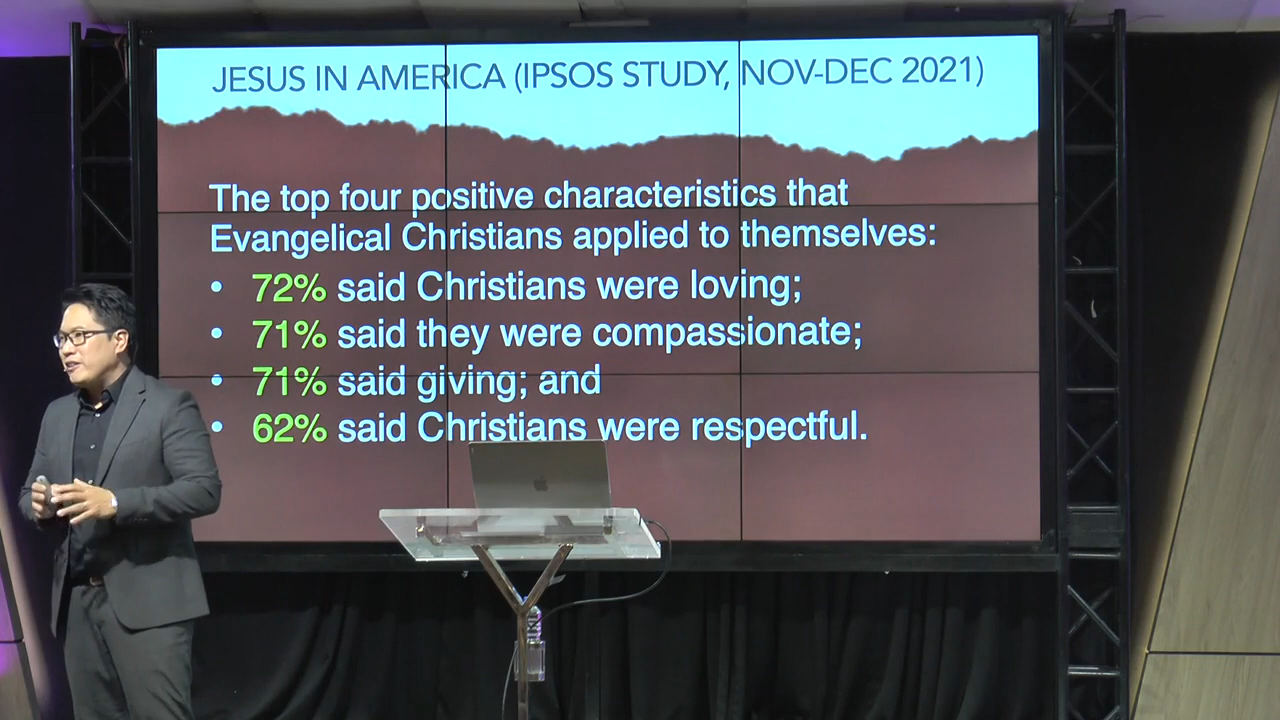 JESUS IN AMERICA (IPSOS STUDY, NOV-DEC 2021)
The top four positive characteristics that
Evangelical Christians applied to themselves:
• 72% said Christians were loving;
• 71% said they were compassionate;
• 71% said giving; and
• 62% said Christians were respectful.